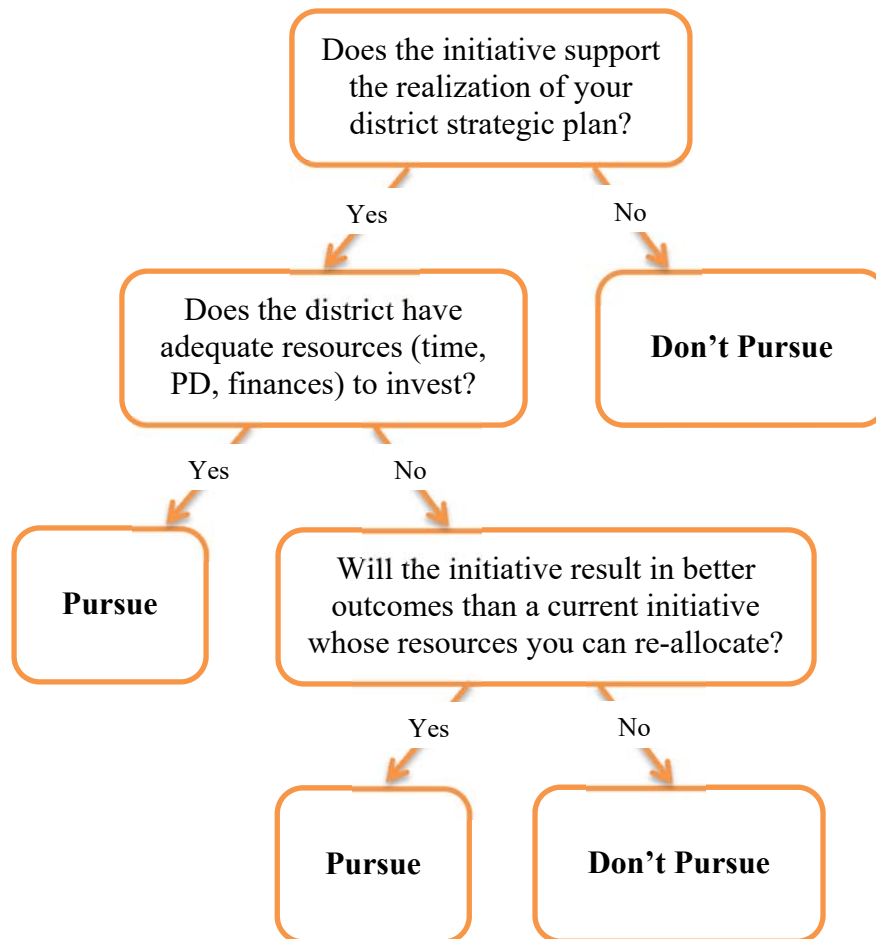 Does the initiative support
the realization of your
district strategic plan?
Yes
No
Does the district have
adequate resources (time,
PD, finances) to invest?
Don’t Pursue
Yes
No
Pursue
Will the initiative result in better
outcomes than a current initiative
whose resources you can re-allocate?
Yes
No
Pursue
Don’t Pursue